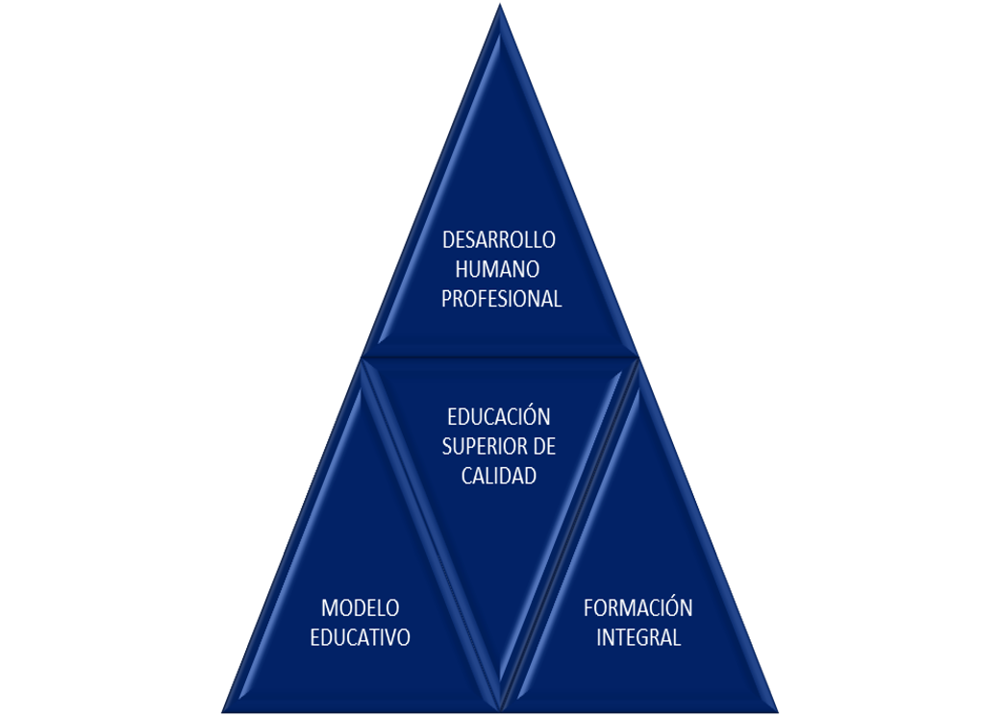 DESARROLLO
HUMANO
PROFESIONAL
EDUCACIÓN
SUPERIOR DE
CALIDAD
MODELO
EDUCATIVO
FORMACIÓN
INTEGRAL